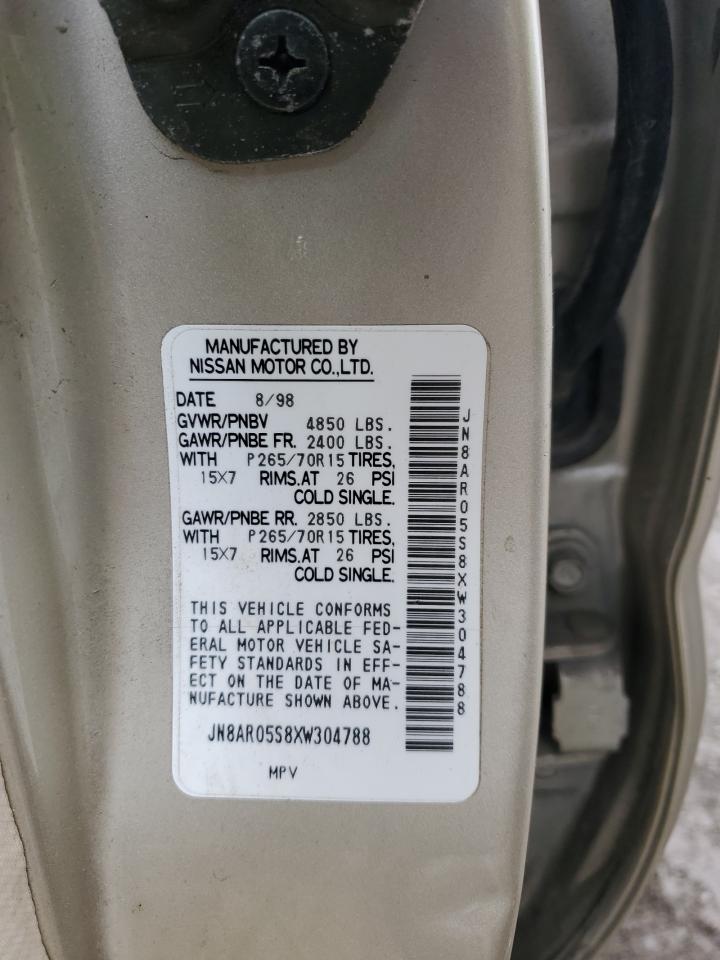 MANUFACTURED BY
NISSAN MOTOR CO.,LTD.
DATE 8/98
GVWR/PNBV 4850 LBS.
GAWR/PNBE FR. 2400 LBS.
WITH P265/70R15 TIRES,
15X7 RIMS.AT 26 PSI
COLD SINGLE.
GAWR/PNBE RR. 2850 LBS.
WITH P265/70R15 TIRES,
15X7 RIMS.AT 26 PSI
COLD SINGLE.
THIS VEHICLE CONFORMS
TO ALL APPLICABLE FED-
ERAL MOTOR VEHICLE SA-
FETY STANDARDS IN EFF-
ECT ON THE DATE OF MA-
NUFACTURE SHOWN ABOVE.
JN8AR05S8XW304788
MPV
JN8AR05S8XW304788